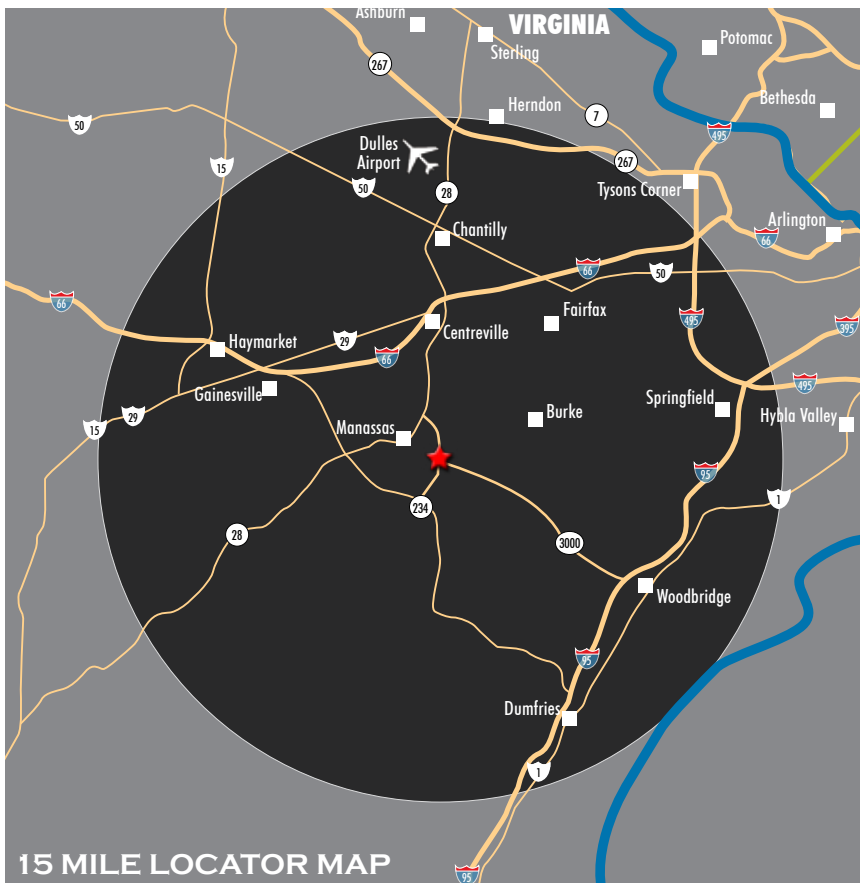 Ashburn
VIRGINIA
Sterling
Potomac
267
Herndon
7
Bethesda
50
495
Dulles
Airport
15
267
50
28
Tysons Corner
Chantilly
Arlington
66
66
50
66
Fairfax
495
395
Haymarket
29
Centreville
66
Gainesville
495
Springfield
29
15
Manassas
Burke
Hybla Valley
95
1
234
28
3000
Woodbridge
95
Dumfries
1
15 MILE LOCATOR MAP
95